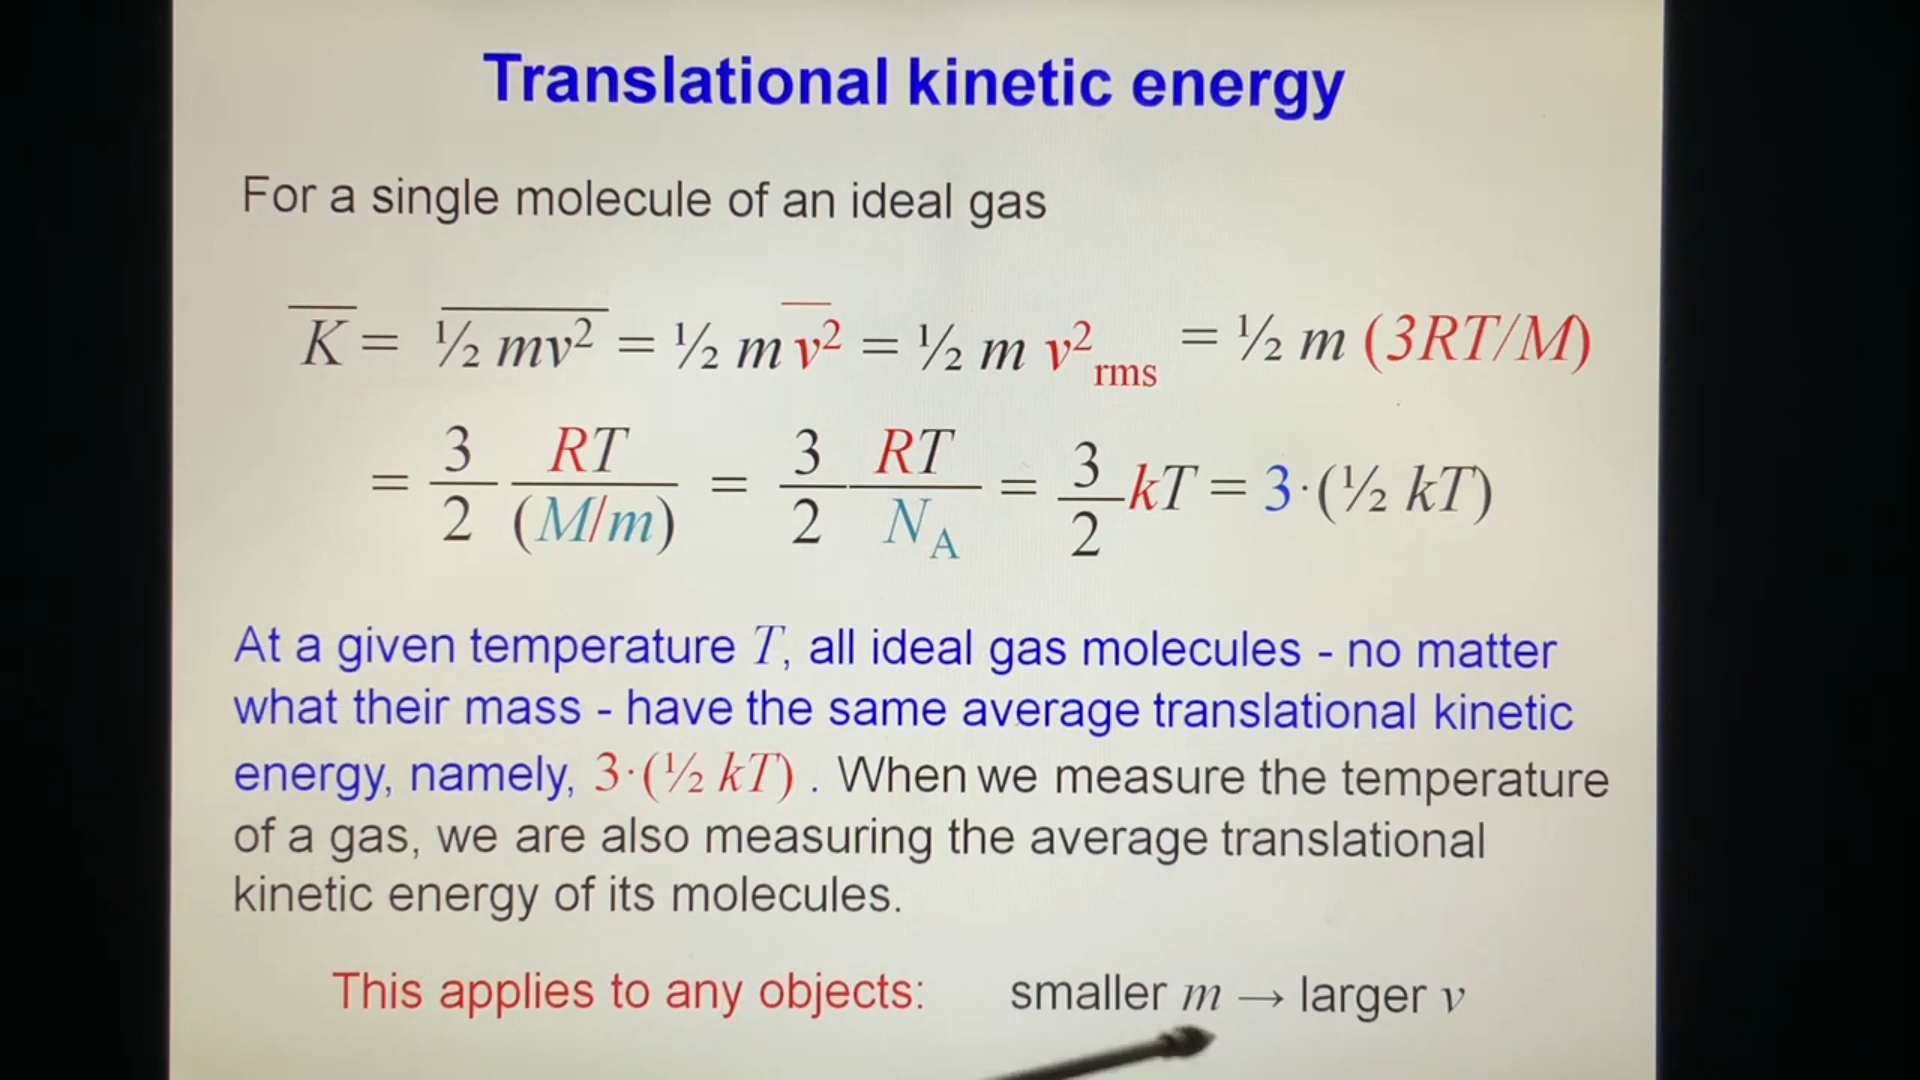 Translational kinetic energy
For a single molecule of an ideal gas
K̅ = \overline{½ mv²} = ½ m \overline{v²} = ½ m v²_rms = ½ m (3RT/M)
= 3/2 RT/(M/m) = 3/2 RT/N_A = 3/2 kT = 3·(½ kT)
At a given temperature T, all ideal gas molecules - no matter
what their mass - have the same average translational kinetic
energy, namely, 3·(½ kT) . When we measure the temperature
of a gas, we are also measuring the average translational
kinetic energy of its molecules.
This applies to any objects: smaller m → larger v